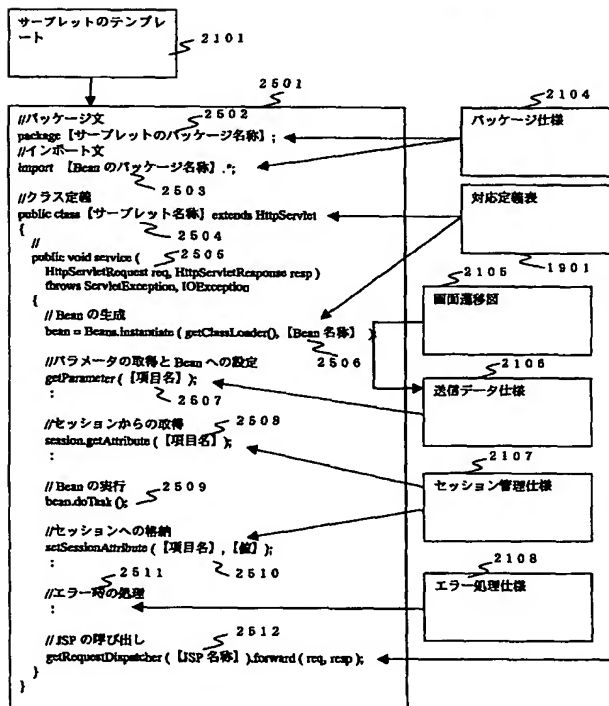 サーブレットのテンプレ
ート
2101
2501
//パッケージ文
2502
package 【サーブレットのパッケージ名称】;
//インポート文
import 【Bean のパッケージ名称】.*;
2503
//クラス定義
public class 【サーブレット名称】 extends HttpServlet
{
2504
//
2505
public void service (
HttpServletRequest req, HttpServletResponse resp )
throws ServletException, IOException
{
// Bean の生成
bean = Beans.instantiate ( getClassLoader(), 【Bean 名称】 );
2506
//パラメータの取得と Bean への設定
getParameter ( 【項目名】 );
:
2507
//セッションからの取得
2508
session.getAttribute ( 【項目名】 );
:
// Bean の実行
2509
bean.doTask ();
//セッションへの格納
setSessionAttribute ( 【項目名】 , 【値】 );
:
2510
2511
//エラー時の処理
:
// JSP の呼び出し
2512
getRequestDispatcher ( 【JSP 名称】 ).forward ( req, resp );
}
}
2104
パッケージ仕様
対応定義表
1901
2105
画面遷移図
2106
送信データ仕様
2107
セッション管理仕様
2108
エラー処理仕様